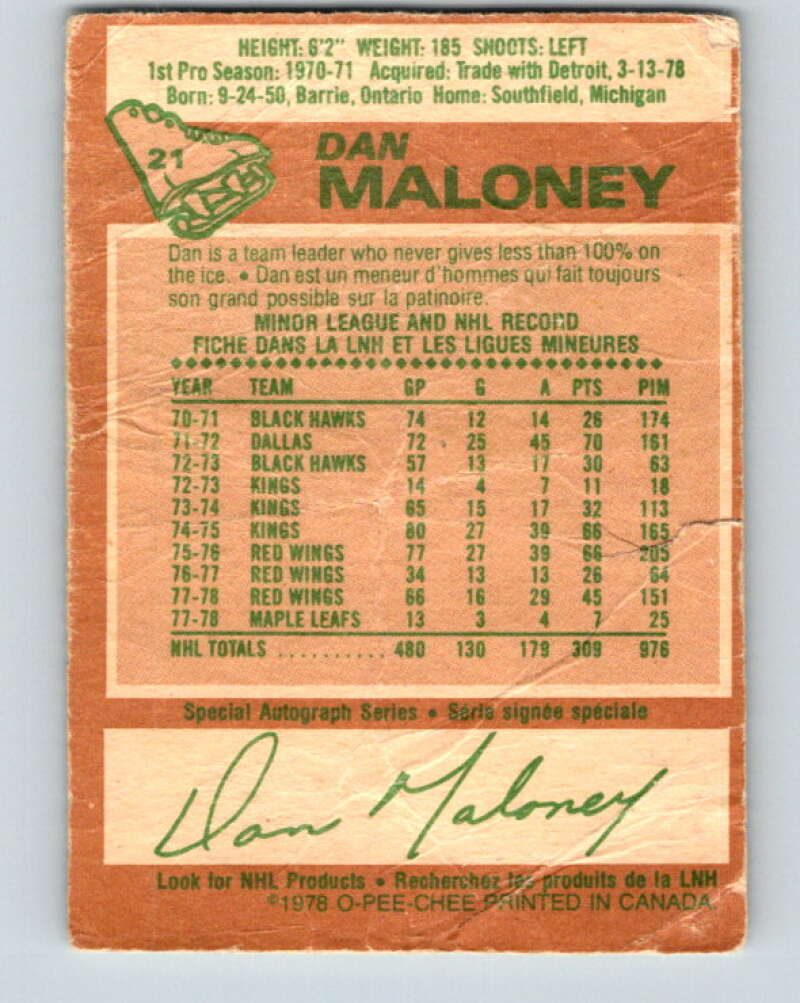 HEIGHT: 6'2" WEIGHT: 185 SHOOTS: LEFT
1st Pro Season: 1970-71 Acquired: Trade with Detroit, 3-13-78
Born: 9-24-50, Barrie, Ontario Home: Southfield, Michigan
21
DAN
MALONEY
Dan is a team leader who never gives less than 100% on
the ice. • Dan est un meneur d'hommes qui fait toujours
son grand possible sur la patinoire.
MINOR LEAGUE AND NHL RECORD
FICHE DANS LA LNH ET LES LIGUES MINEURES
YEAR TEAM GP G A PTS PIM
70-71 BLACK HAWKS 74 12 14 26 174
71-72 DALLAS 72 25 45 70 161
72-73 BLACK HAWKS 57 13 17 30 63
72-73 KINGS 14 4 7 11 18
73-74 KINGS 65 15 17 32 113
74-75 KINGS 80 27 39 66 165
75-76 RED WINGS 77 27 39 66 205
76-77 RED WINGS 34 13 13 26 64
77-78 RED WINGS 66 16 29 45 151
77-78 MAPLE LEAFS 13 3 4 7 25
NHL TOTALS .......... 480 130 179 309 976
Special Autograph Series • Série signée spéciale
Dan Maloney
Look for NHL Products • Recherchez les produits de la LNH
©1978 O-PEE-CHEE PRINTED IN CANADA